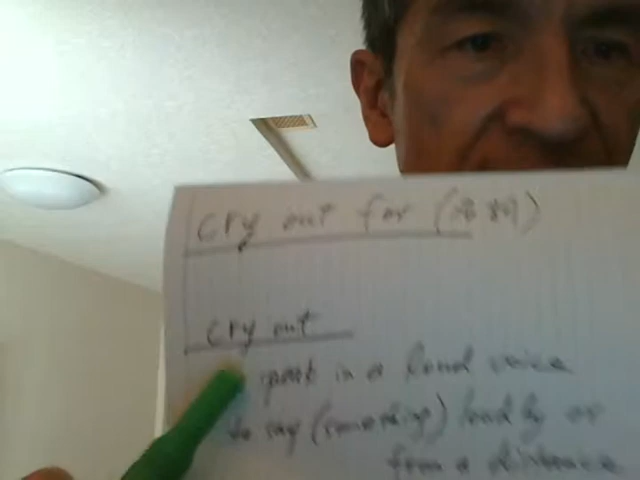 cry out for (
cry out
speak in a loud voice
to say (something) loudly or
from a distance